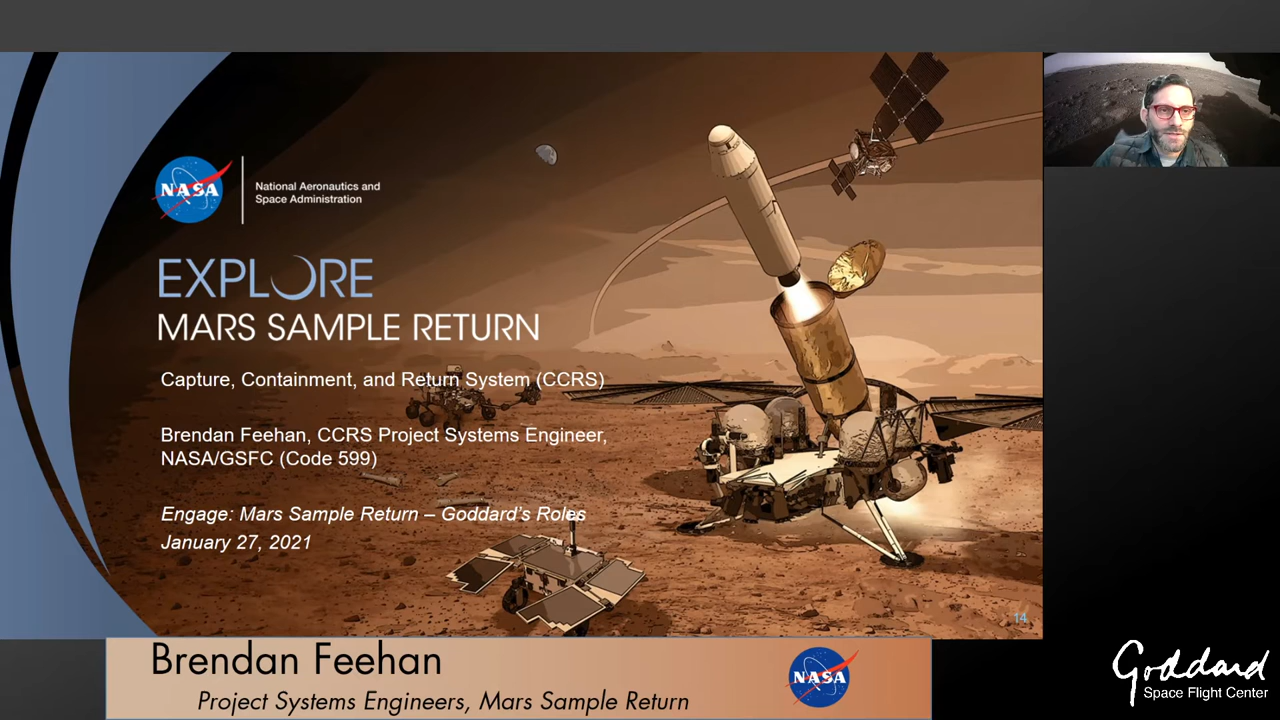 NASA
National Aeronautics and
Space Administration
EXPLORE
MARS SAMPLE RETURN
Capture, Containment, and Return System (CCRS)
Brendan Feehan, CCRS Project Systems Engineer,
NASA/GSFC (Code 599)
Engage: Mars Sample Return – Goddard's Roles
January 27, 2021
14
Brendan Feehan
Project Systems Engineers, Mars Sample Return
NASA
Goddard
Space Flight Center